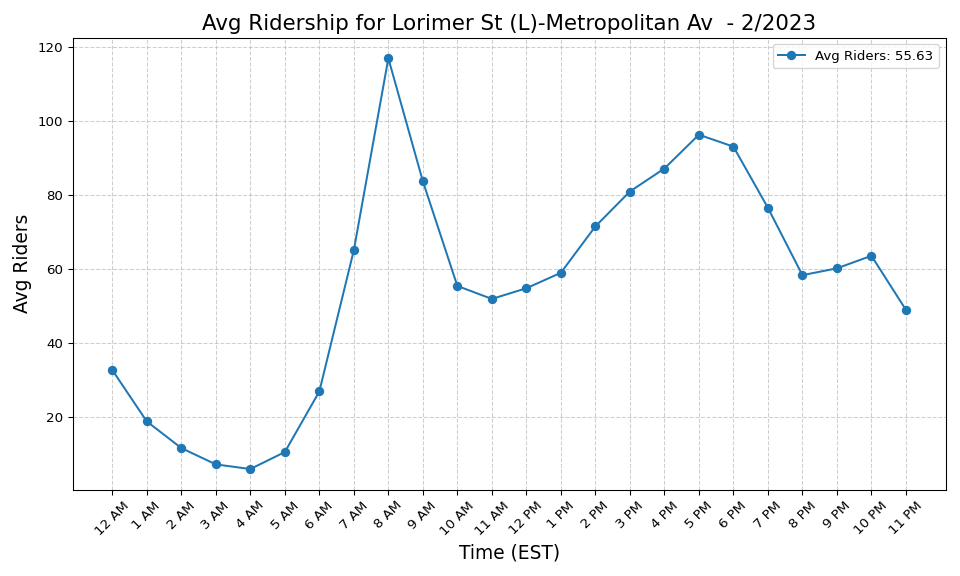 Avg Ridership for Lorimer St (L)-Metropolitan Av  - 2/2023
Avg Riders: 55.63
Avg Riders
120
100
80
60
40
20
12 AM
1 AM
2 AM
3 AM
4 AM
5 AM
6 AM
7 AM
8 AM
9 AM
10 AM
11 AM
12 PM
1 PM
2 PM
3 PM
4 PM
5 PM
6 PM
7 PM
8 PM
9 PM
10 PM
11 PM
Time (EST)